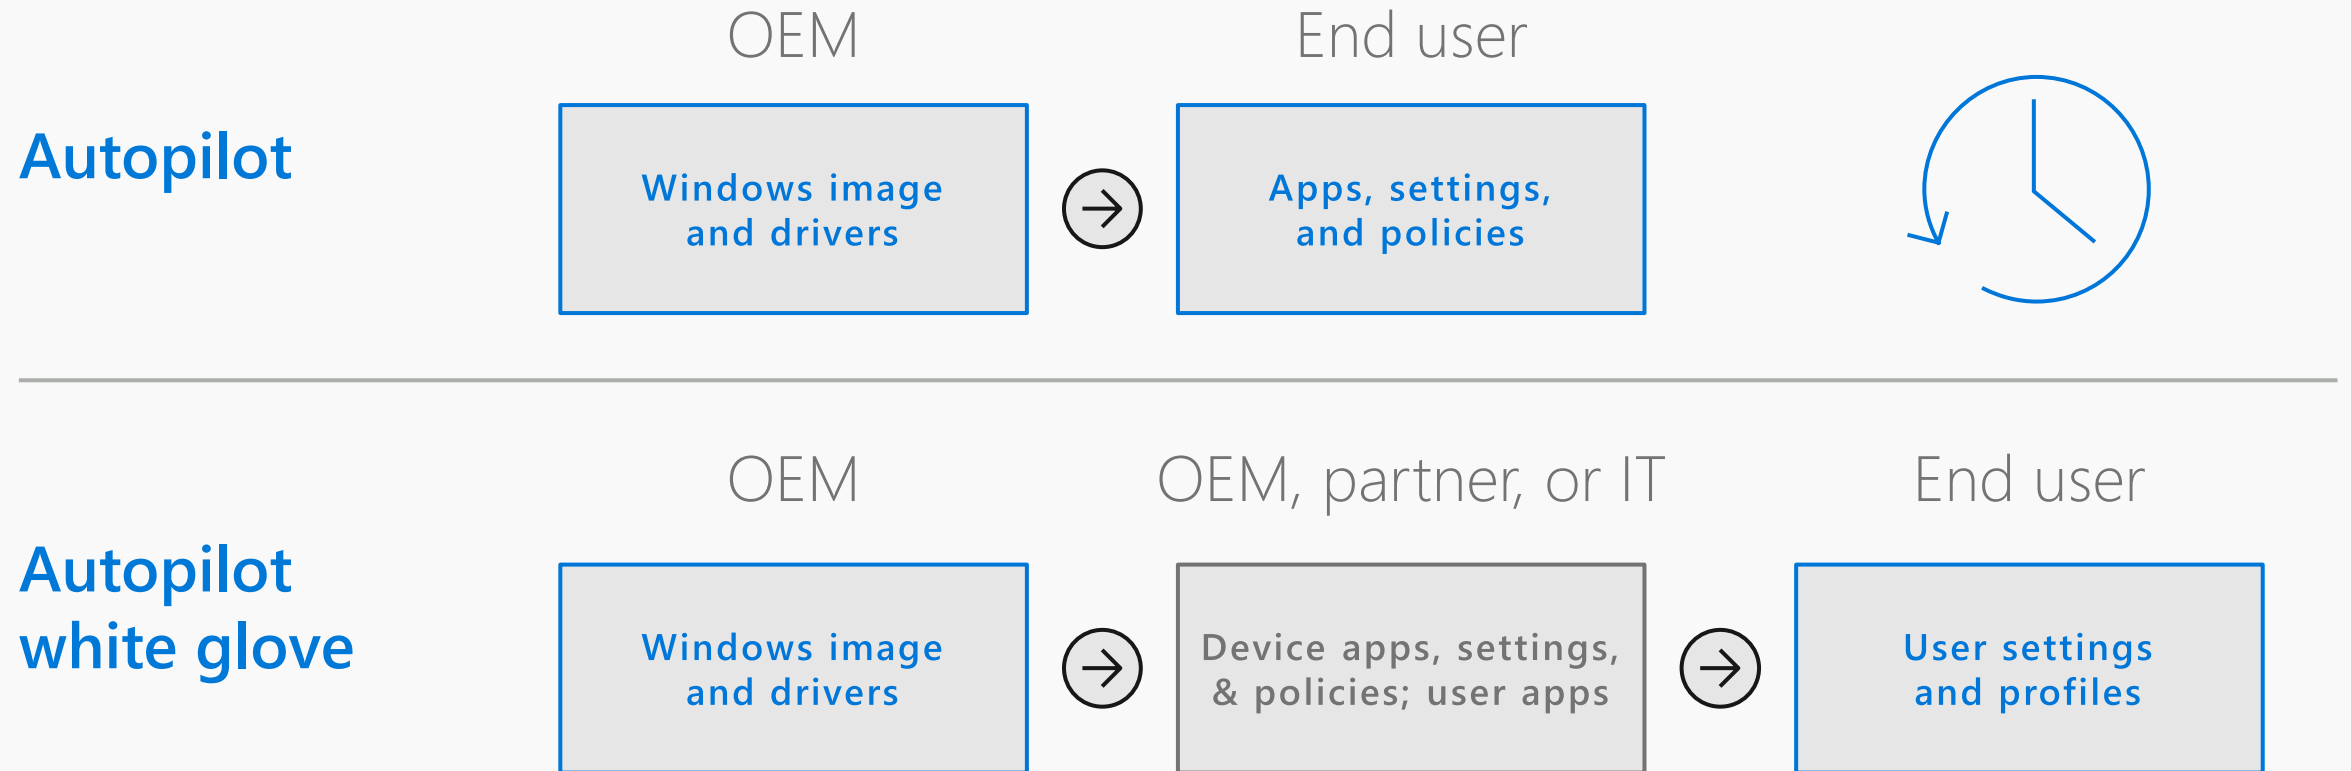 OEM
End user
Autopilot
Windows image
and drivers
Apps, settings,
and policies
OEM
OEM, partner, or IT
End user
Autopilot
white glove
Windows image
and drivers
Device apps, settings,
& policies; user apps
User settings
and profiles